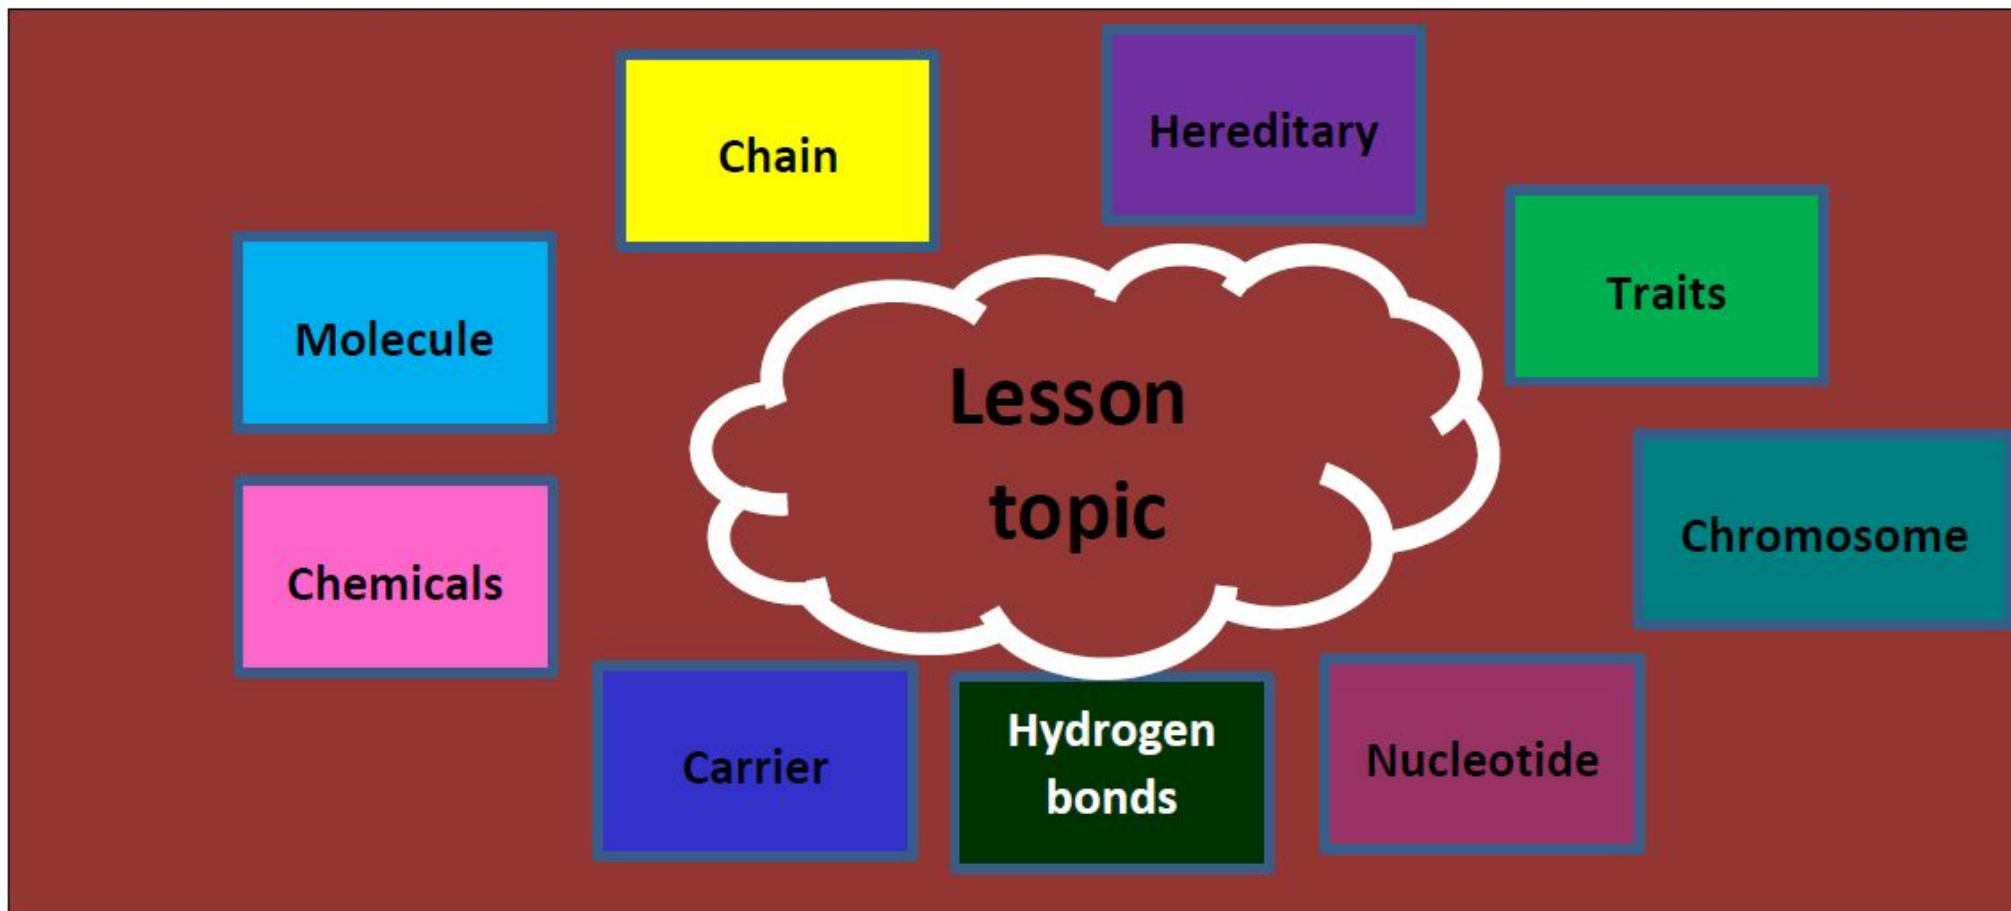 Chain
Hereditary
Traits
Molecule
Lesson
topic
Chromosome
Chemicals
Carrier
Hydrogen
bonds
Nucleotide